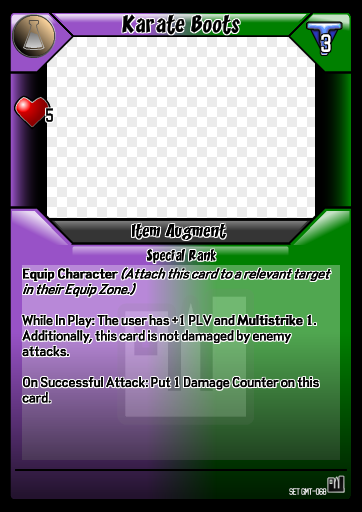 Karate Boots
3
5
Item Augment
Special Rank
Equip Character (Attach this card to a relevant target
in their Equip Zone.)
While In Play: The user has +1 PLV and Multistrike 1.
Additionally, this card is not damaged by enemy
attacks.
On Successful Attack: Put 1 Damage Counter on this
card.
SET GMT-068